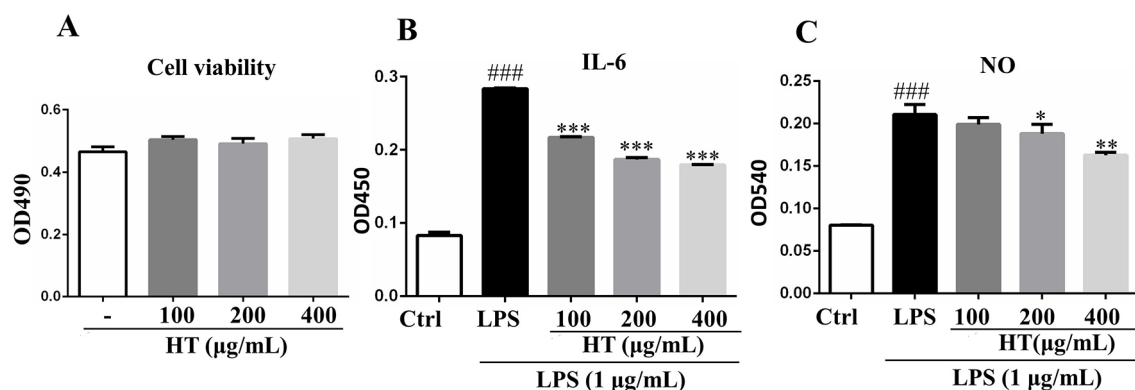 A
Cell viability
OD490
0.6
0.4
0.2
0.0
- 100 200 400
HT (μg/mL)
B
IL-6
OD450
0.3
0.2
0.1
0.0
###
***
***
***
Ctrl LPS 100 200 400
HT (μg/mL)
LPS (1 μg/mL)
C
NO
OD540
0.25
0.20
0.15
0.10
0.05
0.00
###
*
**
Ctrl LPS 100 200 400
HT(μg/mL)
LPS (1 μg/mL)